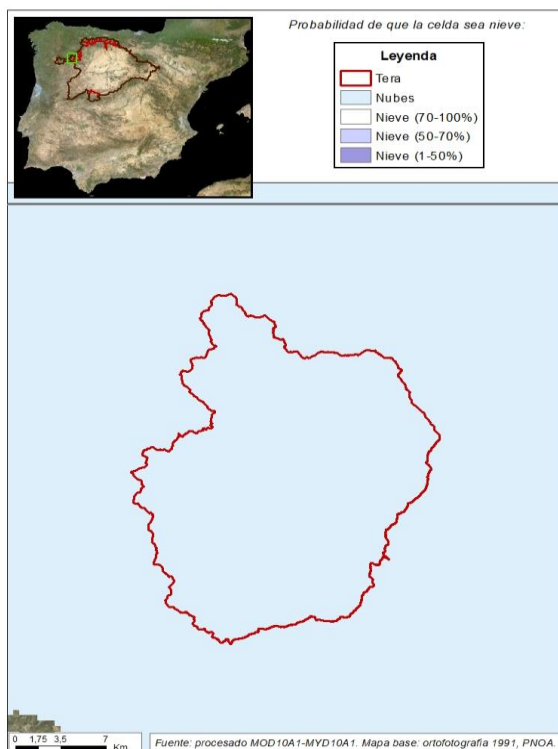 Probabilidad de que la celda sea nieve:
Leyenda
Tera
Nubes
Nieve (70-100%)
Nieve (50-70%)
Nieve (1-50%)
0 1,75 3,5 7
Km
Fuente: procesado MOD10A1-MYD10A1. Mapa base: ortofotografía 1991, PNOA